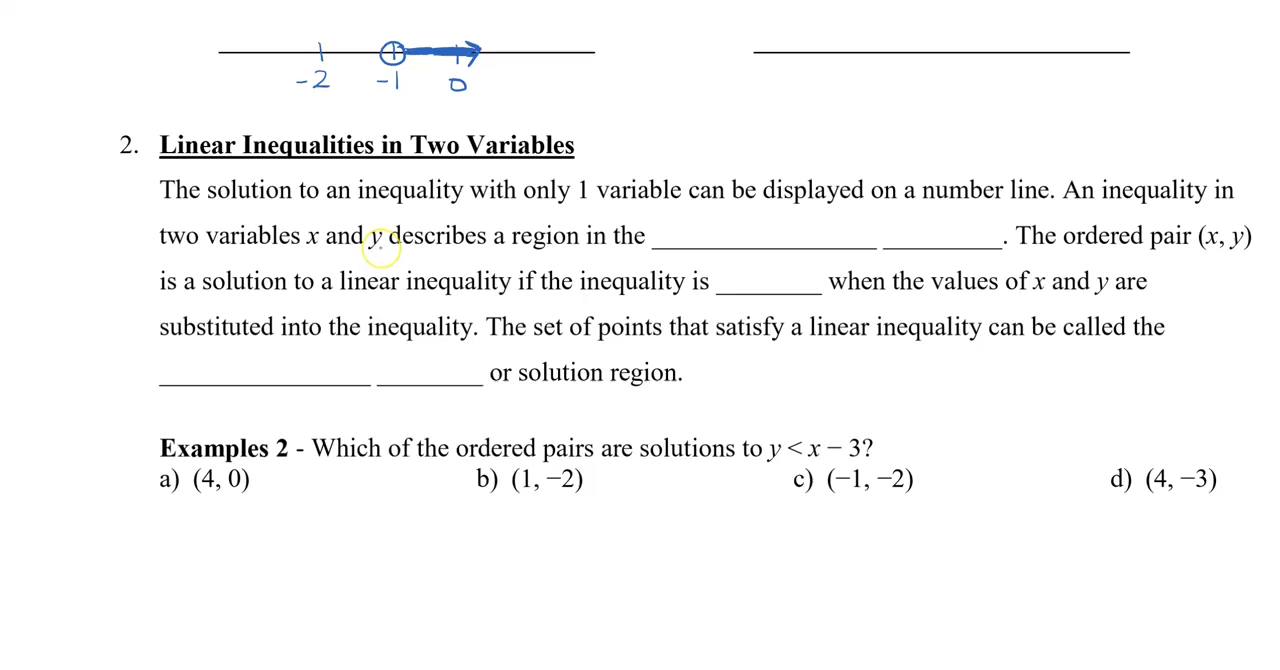 -2 -1 0
2. Linear Inequalities in Two Variables
The solution to an inequality with only 1 variable can be displayed on a number line. An inequality in
two variables x and y describes a region in the _________________ _________. The ordered pair (x, y)
is a solution to a linear inequality if the inequality is ________ when the values of x and y are
substituted into the inequality. The set of points that satisfy a linear inequality can be called the
________________ ________ or solution region.
Examples 2 - Which of the ordered pairs are solutions to y < x − 3?
a) (4, 0) b) (1, −2) c) (−1, −2) d) (4, −3)